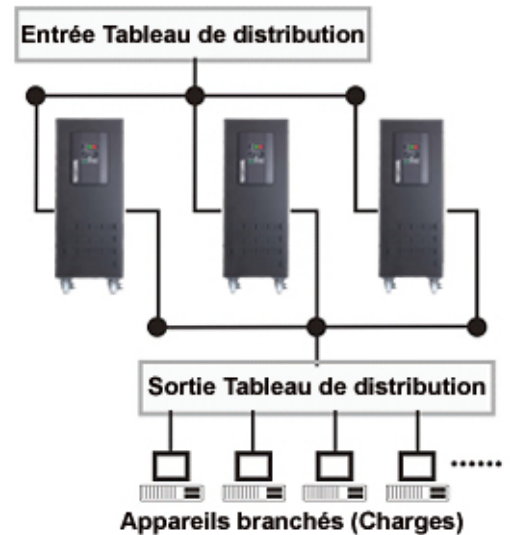 Entrée Tableau de distribution
Sortie Tableau de distribution
Appareils branchés (Charges)